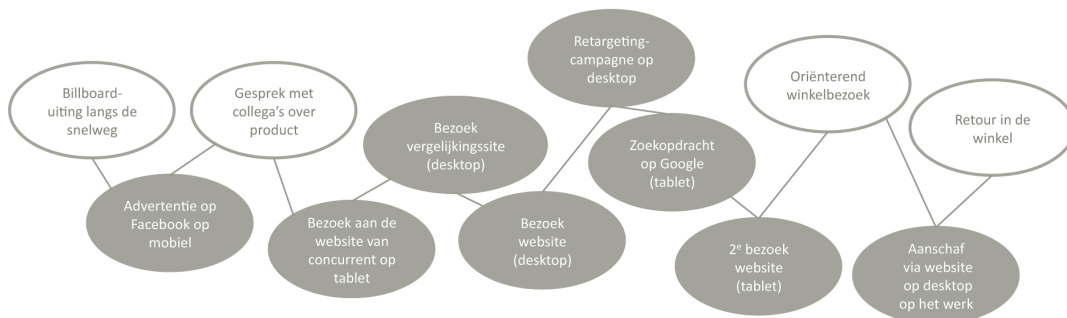 Billboard-
uiting langs de
snelweg
Advertentie op
Facebook op
mobiel
Gesprek met
collega's over
product
Bezoek aan de
website van
concurrent op
tablet
Bezoek
vergelijkingssite
(desktop)
Bezoek
website
(desktop)
Retargeting-
campagne op
desktop
Zoekopdracht
op Google
(tablet)
2e bezoek
website
(tablet)
Oriënterend
winkelbezoek
Aanschaf
via website
op desktop
op het werk
Retour in de
winkel